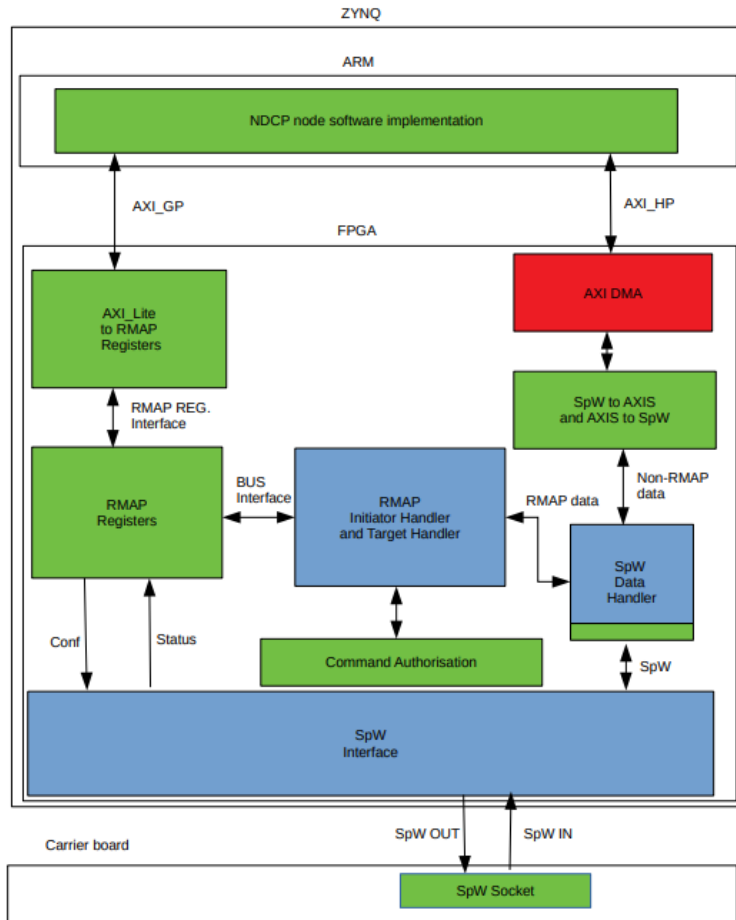 ZYNQ
ARM
NDCP node software implementation
AXI_GP
AXI_HP
FPGA
AXI_Lite
to RMAP
Registers
AXI DMA
RMAP REG.
Interface
SpW to AXIS
and AXIS to SpW
RMAP
Registers
BUS
Interface
RMAP
Initiator Handler
and Target Handler
RMAP data
Non-RMAP
data
SpW
Data
Handler
Conf
Status
Command Authorisation
SpW
SpW
Interface
SpW OUT
SpW IN
Carrier board
SpW Socket